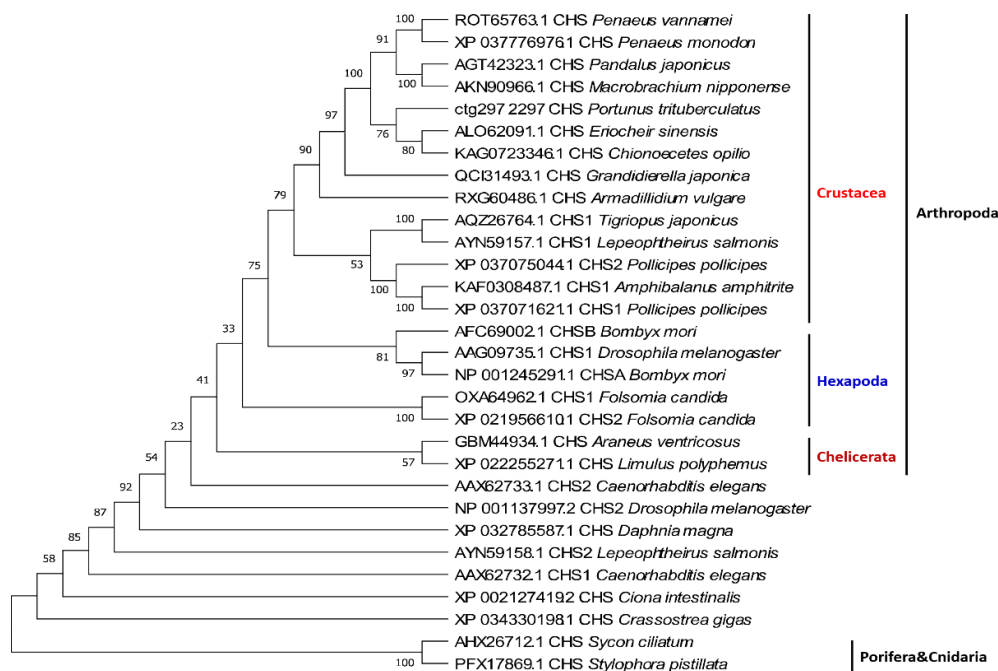 100 ROT65763.1 CHS Penaeus vannamei
91 XP 037776976.1 CHS Penaeus monodon
AGT42323.1 CHS Pandalus japonicus
100 100 AKN90966.1 CHS Macrobrachium nipponense
97 ctg297.2297 CHS Portunus trituberculatus
76 ALO62091.1 CHS Eriocheir sinensis
90 80 KAG0723346.1 CHS Chionoecetes opilio
QCI31493.1 CHS Grandidierella japonica
79 RXG60486.1 CHS Armadillidium vulgare
Crustacea
Arthropoda
100 AQZ26764.1 CHS1 Tigriopus japonicus
AYN59157.1 CHS1 Lepeophtheirus salmonis
75 53 XP 037075044.1 CHS2 Pollicipes pollicipes
100 KAF0308487.1 CHS1 Amphibalanus amphitrite
100 XP 037071621.1 CHS1 Pollicipes pollicipes
33 AFC69002.1 CHSB Bombyx mori
81 AAG09735.1 CHS1 Drosophila melanogaster
97 NP 001245291.1 CHSA Bombyx mori
Hexapoda
41 OXA64962.1 CHS1 Folsomia candida
100 XP 021956610.1 CHS2 Folsomia candida
23 GBM44934.1 CHS Araneus ventricosus
57 XP 022255271.1 CHS Limulus polyphemus
Chelicerata
54 AAX62733.1 CHS2 Caenorhabditis elegans
92 NP 001137997.2 CHS2 Drosophila melanogaster
87 XP 032785587.1 CHS Daphnia magna
85 AYN59158.1 CHS2 Lepeophtheirus salmonis
58 AAX62732.1 CHS1 Caenorhabditis elegans
XP 002127419.2 CHS Ciona intestinalis
XP 034330198.1 CHS Crassostrea gigas
AHX26712.1 CHS Sycon ciliatum
100 PFX17869.1 CHS Stylophora pistillata
Porifera&Cnidaria